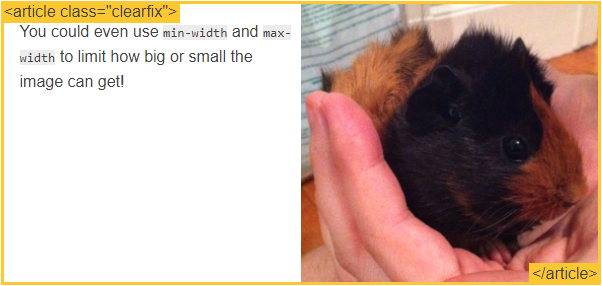 <article class="clearfix">
You could even use min-width and max-
width to limit how big or small the
image can get!
</article>